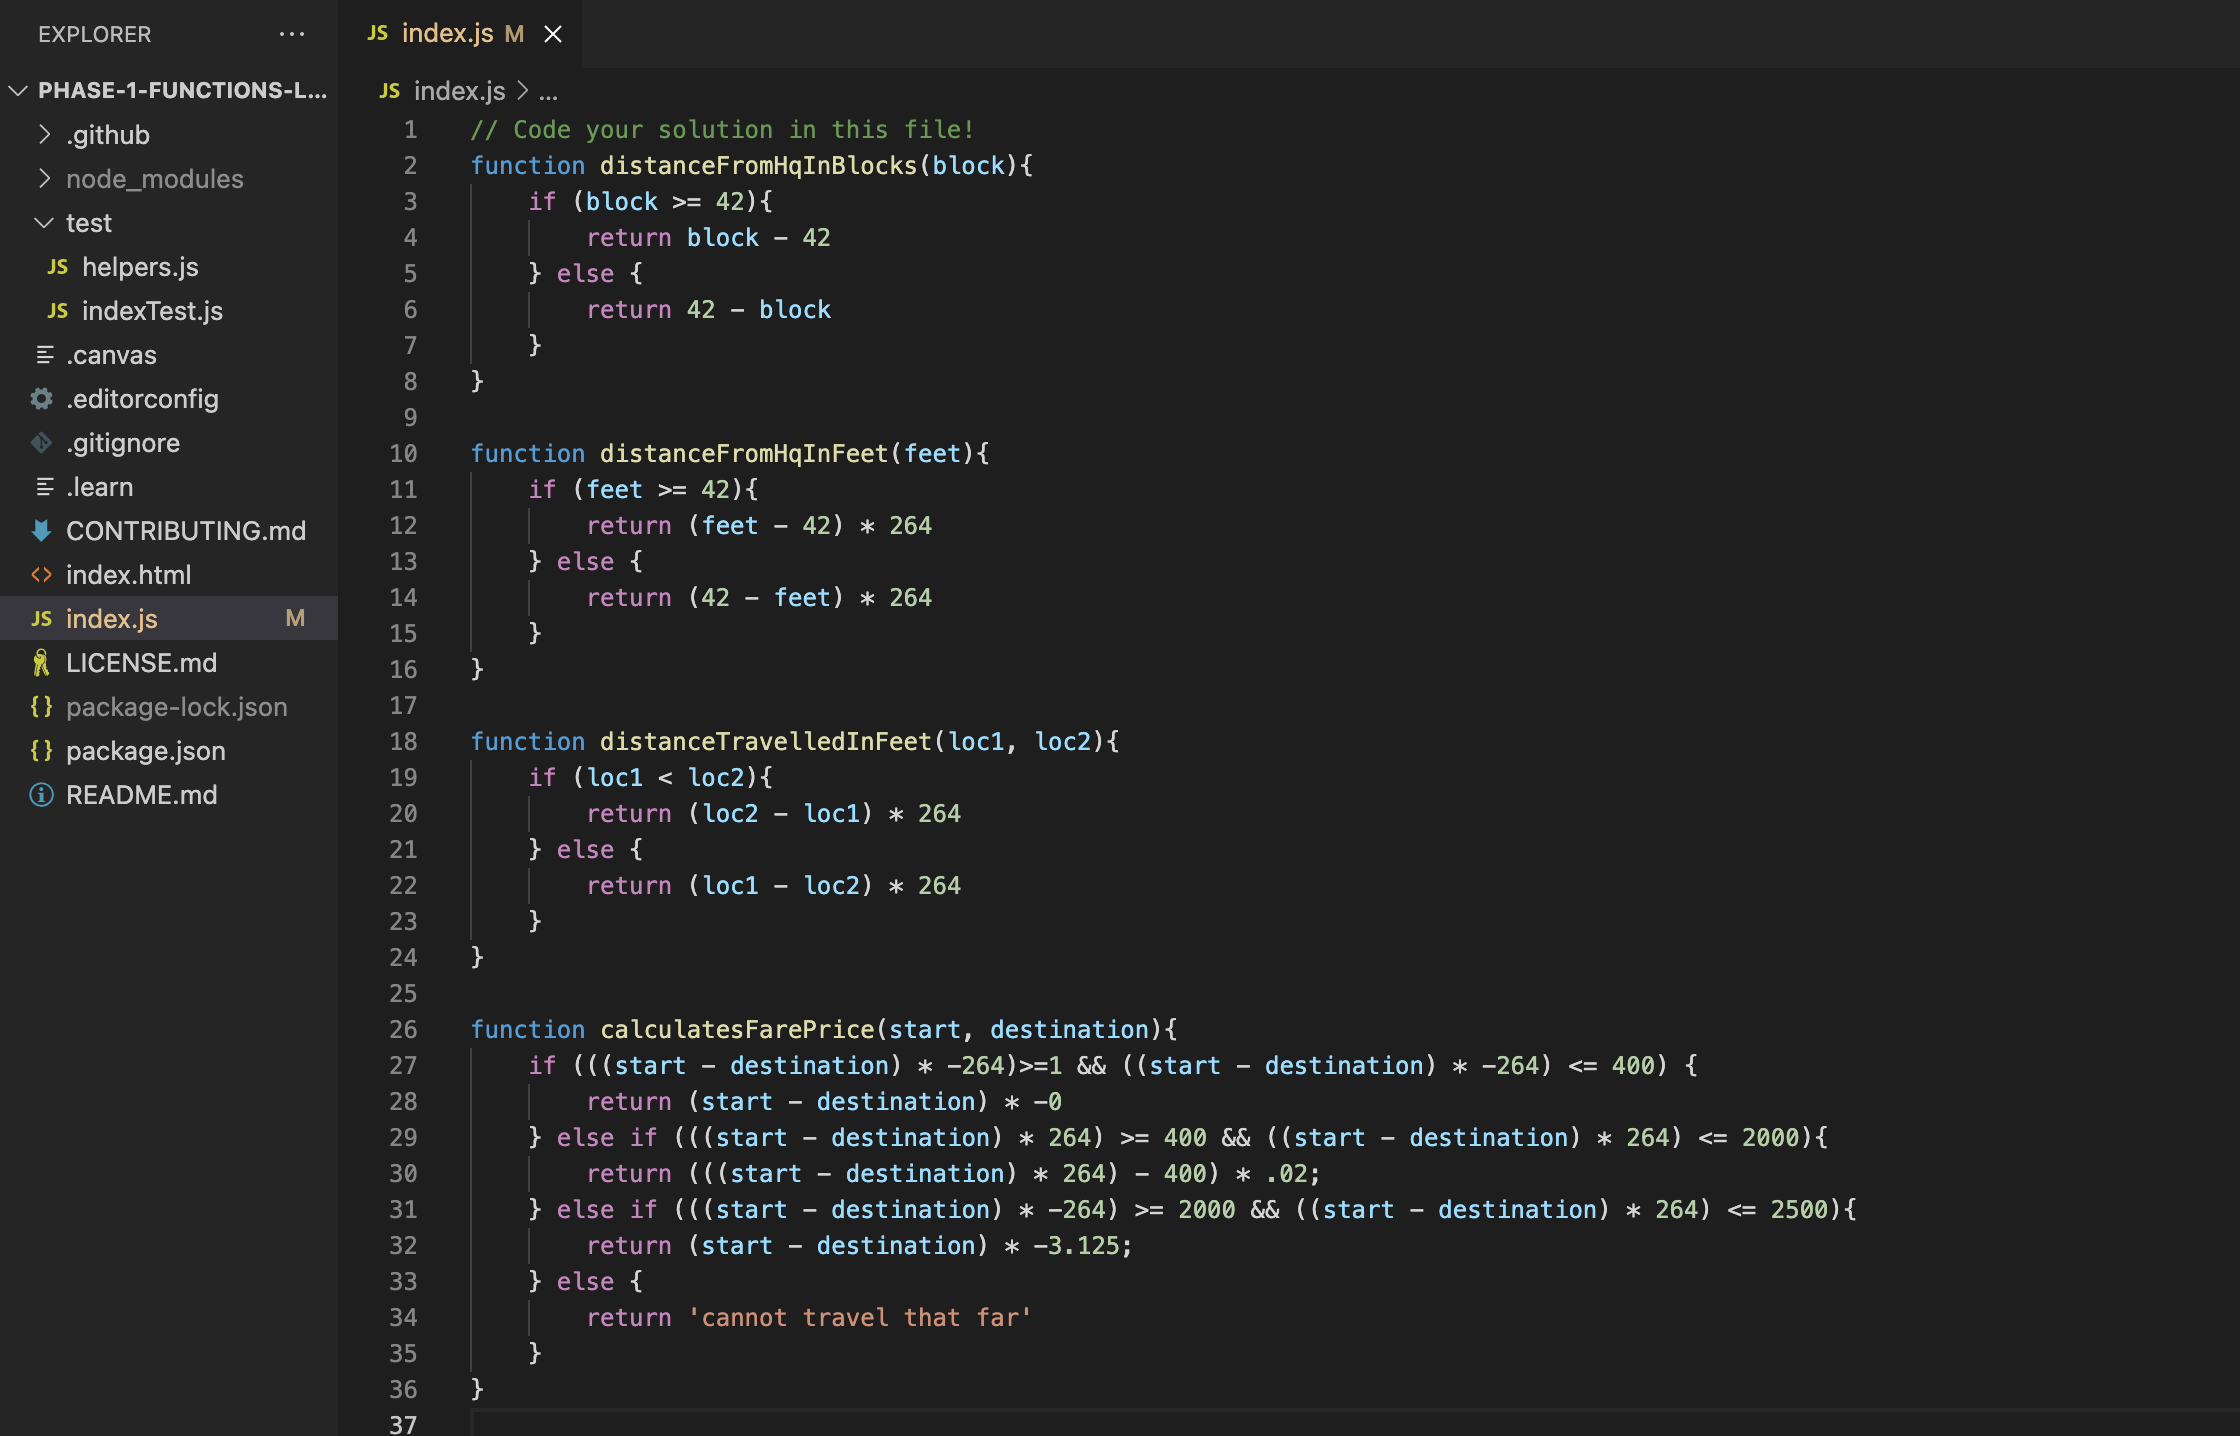 EXPLORER ...
PHASE-1-FUNCTIONS-L...
.github
node_modules
test
JS helpers.js
JS indexTest.js
.canvas
.editorconfig
.gitignore
.learn
CONTRIBUTING.md
<> index.html
JS index.js M
LICENSE.md
{} package-lock.json
{} package.json
README.md
JS index.js M ×
JS index.js > ...
1 // Code your solution in this file!
2 function distanceFromHqInBlocks(block){
3     if (block >= 42){
4         return block - 42
5     } else {
6         return 42 - block
7     }
8 }
9
10 function distanceFromHqInFeet(feet){
11     if (feet >= 42){
12         return (feet - 42) * 264
13     } else {
14         return (42 - feet) * 264
15     }
16 }
17
18 function distanceTravelledInFeet(loc1, loc2){
19     if (loc1 < loc2){
20         return (loc2 - loc1) * 264
21     } else {
22         return (loc1 - loc2) * 264
23     }
24 }
25
26 function calculatesFarePrice(start, destination){
27     if (((start - destination) * -264)>=1 && ((start - destination) * -264) <= 400) {
28         return (start - destination) * -0
29     } else if (((start - destination) * 264) >= 400 && ((start - destination) * 264) <= 2000){
30         return (((start - destination) * 264) - 400) * .02;
31     } else if (((start - destination) * -264) >= 2000 && ((start - destination) * 264) <= 2500){
32         return (start - destination) * -3.125;
33     } else {
34         return 'cannot travel that far'
35     }
36 }
37